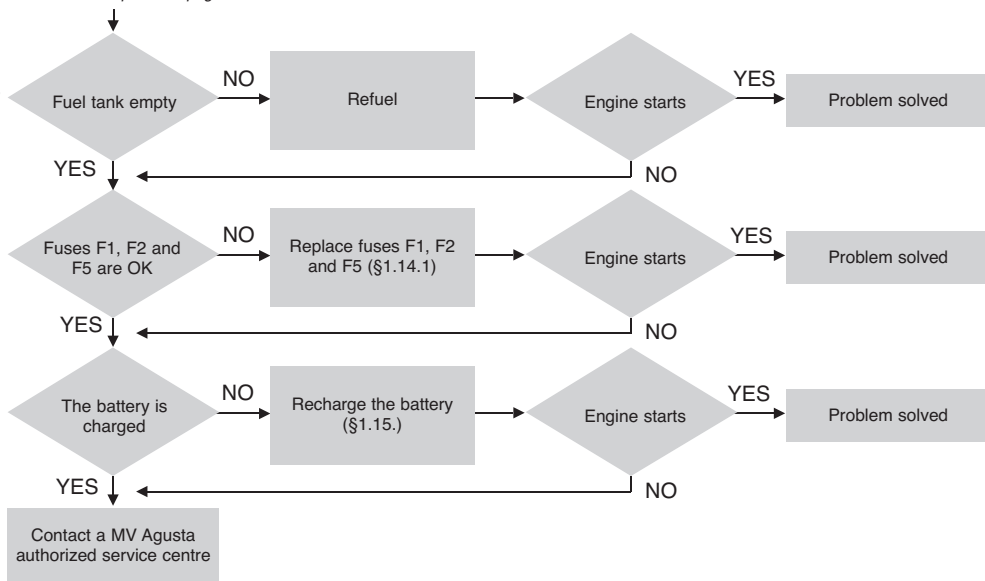 Fuel tank empty
NO
Refuel
Engine starts
YES
Problem solved
YES
NO
Fuses F1, F2 and
F5 are OK
NO
Replace fuses F1, F2
and F5 (§1.14.1)
Engine starts
YES
Problem solved
YES
NO
The battery is
charged
NO
Recharge the battery
(§1.15.)
Engine starts
YES
Problem solved
YES
NO
Contact a MV Agusta
authorized service centre